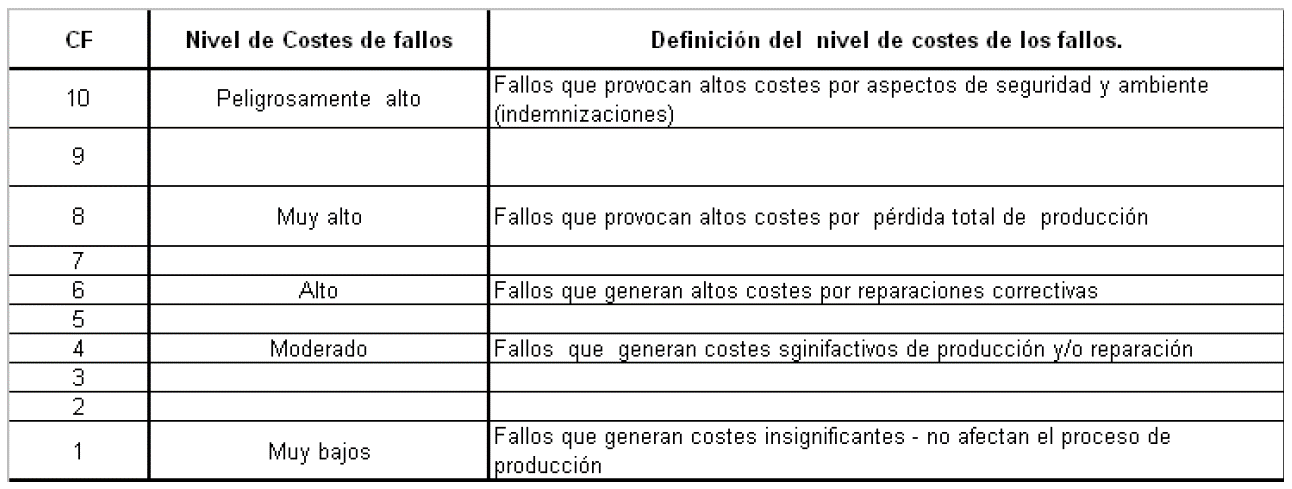 CF Nivel de Costes de fallos Definición del nivel de costes de los fallos.
10 Peligrosamente alto Fallos que provocan altos costes por aspectos de seguridad y ambiente
(indemnizaciones)
9
8 Muy alto Fallos que provocan altos costes por pérdida total de producción
7
6 Alto Fallos que generan altos costes por reparaciones correctivas
5
4 Moderado Fallos que generan costes sginifactivos de producción y/o reparación
3
2
1 Muy bajos Fallos que generan costes insignificantes - no afectan el proceso de
producción